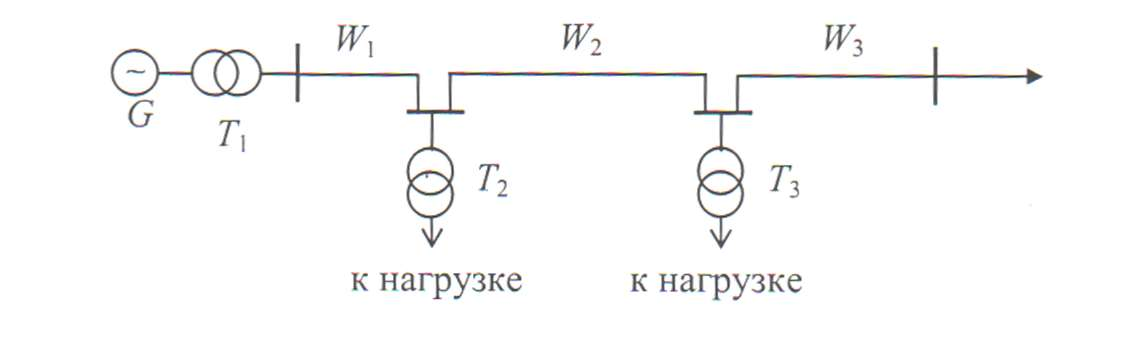 W₁ W₂ W₃
~
G
T₁
T₂ T₃
к нагрузке к нагрузке